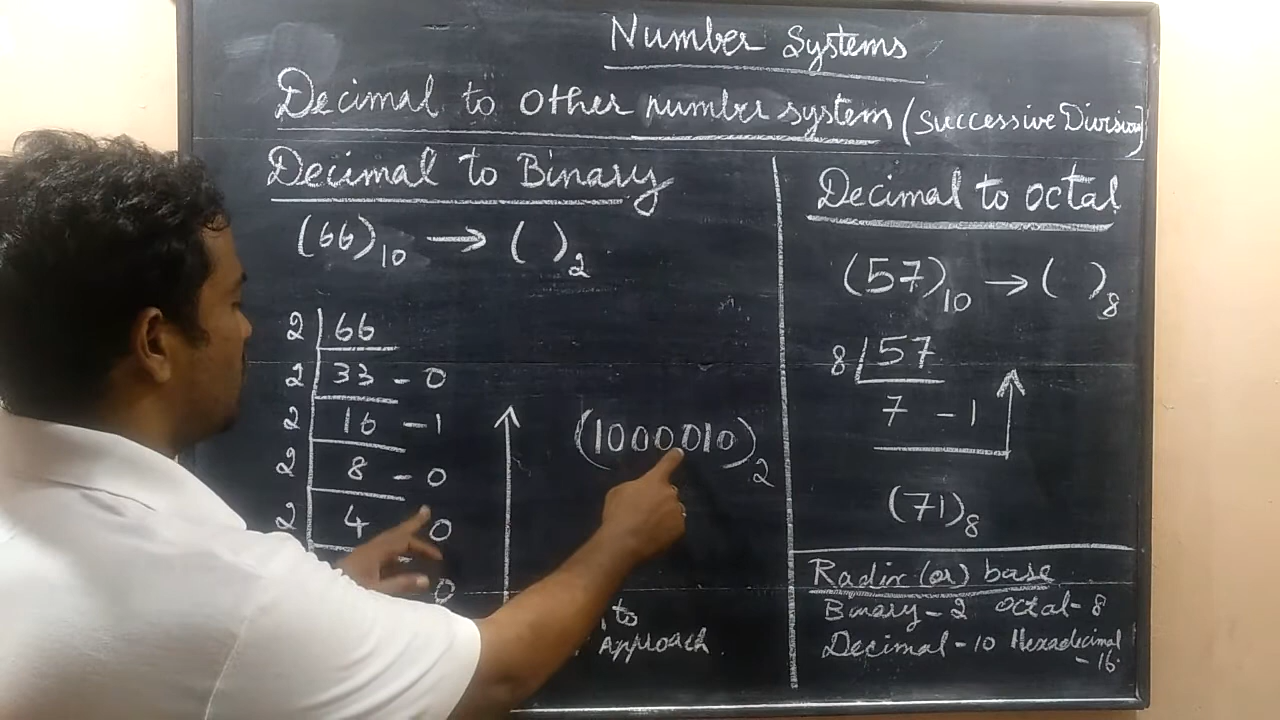 Number Systems
Decimal to Other number system (Successive Division)
Decimal to Binary
(66)10 → ( )2
2 66
2 33 - 0
2 16 - 1
2 8 - 0
2 4 0
0
(1000010)2
to
Approach
Decimal to Octal
(57)10 → ( )8
8 57
7 - 1
(71)8
Radix (or) base
Binary - 2 Octal - 8
Decimal - 10 Hexadecimal
- 16